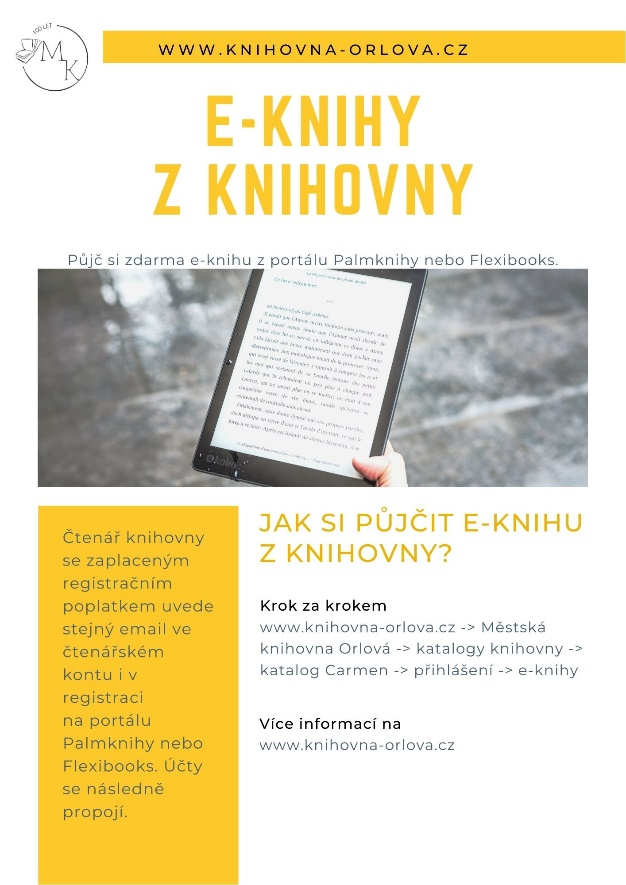 100 LET
MK
WWW.KNIHOVNA-ORLOVA.CZ
E-KNIHY
Z KNIHOVNY
Půjč si zdarma e-knihu z portálu Palmknihy nebo Flexibooks.
kobo
Čtenář knihovny
se zaplaceným
registračním
poplatkem uvede
stejný email ve
čtenářském
kontu i v
registraci
na portálu
Palmknihy nebo
Flexibooks. Účty
se následně
propojí.
JAK SI PŮJČIT E-KNIHU
Z KNIHOVNY?
Krok za krokem
www.knihovna-orlova.cz -> Městská
knihovna Orlová -> katalogy knihovny ->
katalog Carmen -> přihlášení -> e-knihy
Více informací na
www.knihovna-orlova.cz